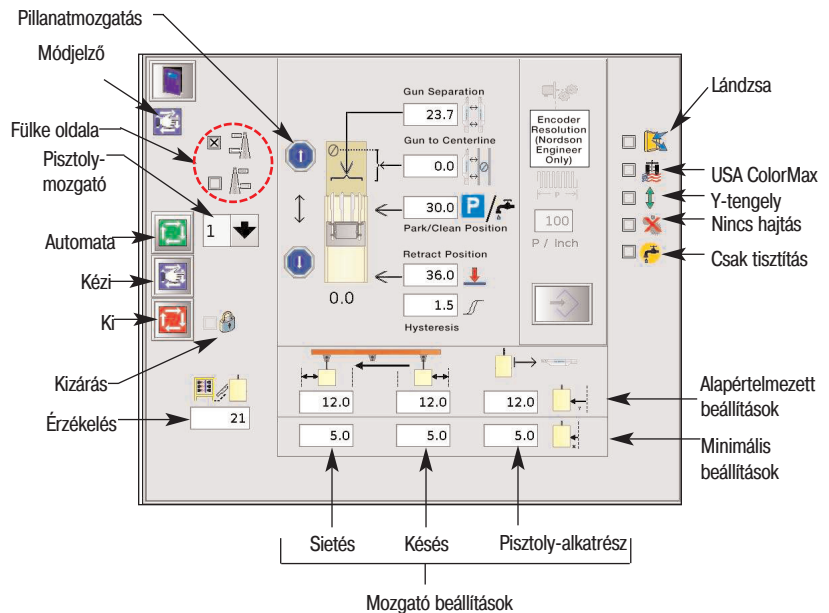 Pillanatmozgatás
Módjelző
Fülke oldala
Pisztoly-
mozgató
Automata
Kézi
Ki
Kizárás
Érzékelés
1
21
Gun Separation
23.7
Gun to Centerline
0.0
30.0
P/
Park/Clean Position
Retract Position
36.0
1.5
Hysteresis
0.0
Encoder
Resolution
(Nordson
Engineer
Only)
P
100
P / Inch
Lándzsa
USA ColorMax
Y-tengely
Nincs hajtás
Csak tisztítás
12.0
12.0
12.0
Y
5.0
5.0
5.0
X
Alapértelmezett
beállítások
Minimális
beállítások
Sietés
Késés
Pisztoly-alkatrész
Mozgató beállítások